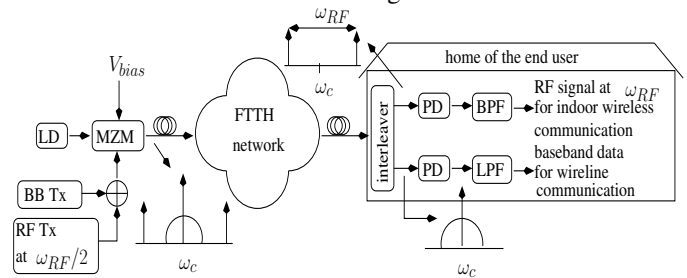 ω_RF
ω_c
home of the end user
V_bias
LD
MZM
FTTH
network
interleaver
PD
BPF
RF signal at ω_RF
for indoor wireless
communication
PD
LPF
baseband data
for wireline
communication
BB Tx
RF Tx
at ω_RF/2
ω_c
ω_c